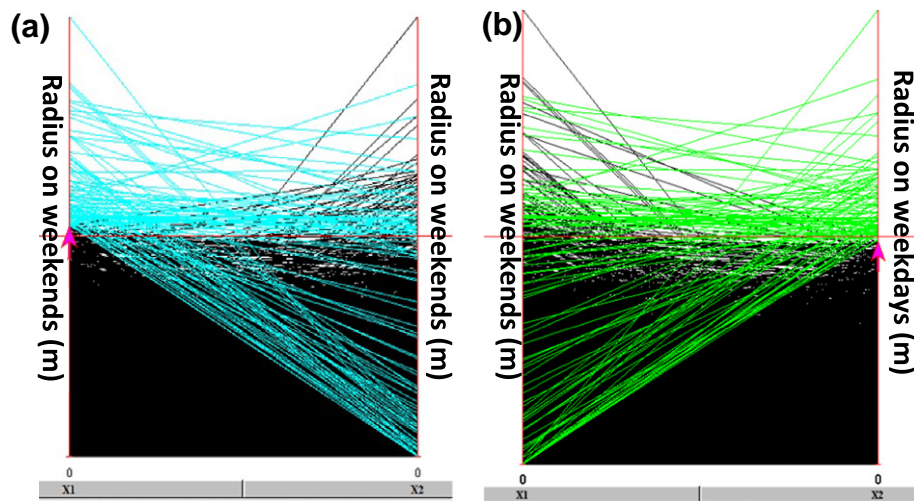 (a)
Radius on weekends (m)
Radius on weekends (m)
0
0
X1
X2
(b)
Radius on weekends (m)
Radius on weekdays (m)
0
0
X1
X2